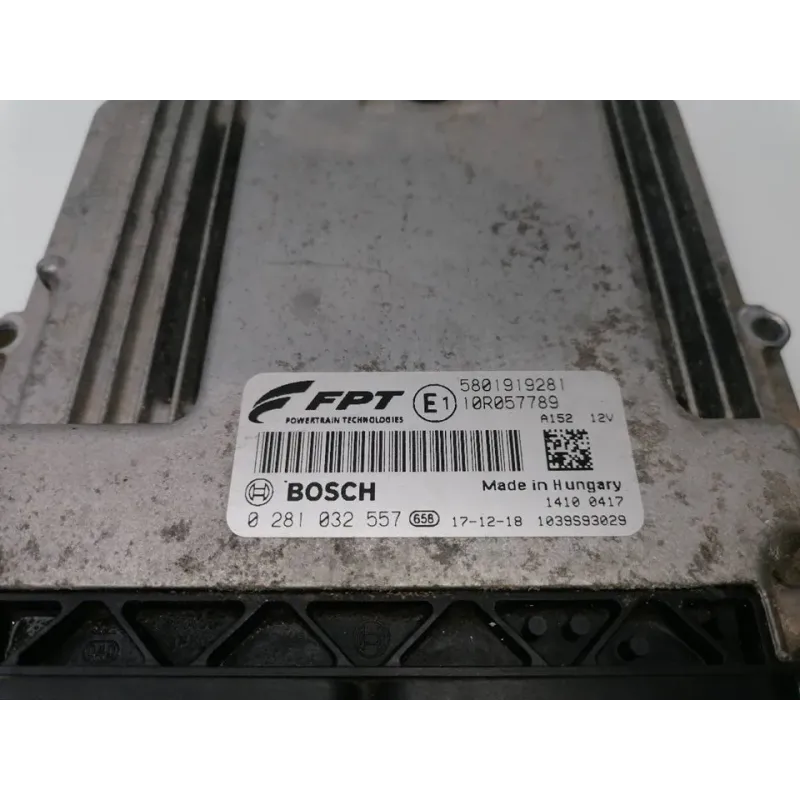 FPT
POWERTRAIN TECHNOLOGIES
E1
5801919281
10R057789
A152 12V
BOSCH
Made in Hungary
1410 0417
0 281 032 557 658 17-12-18 1039S93029